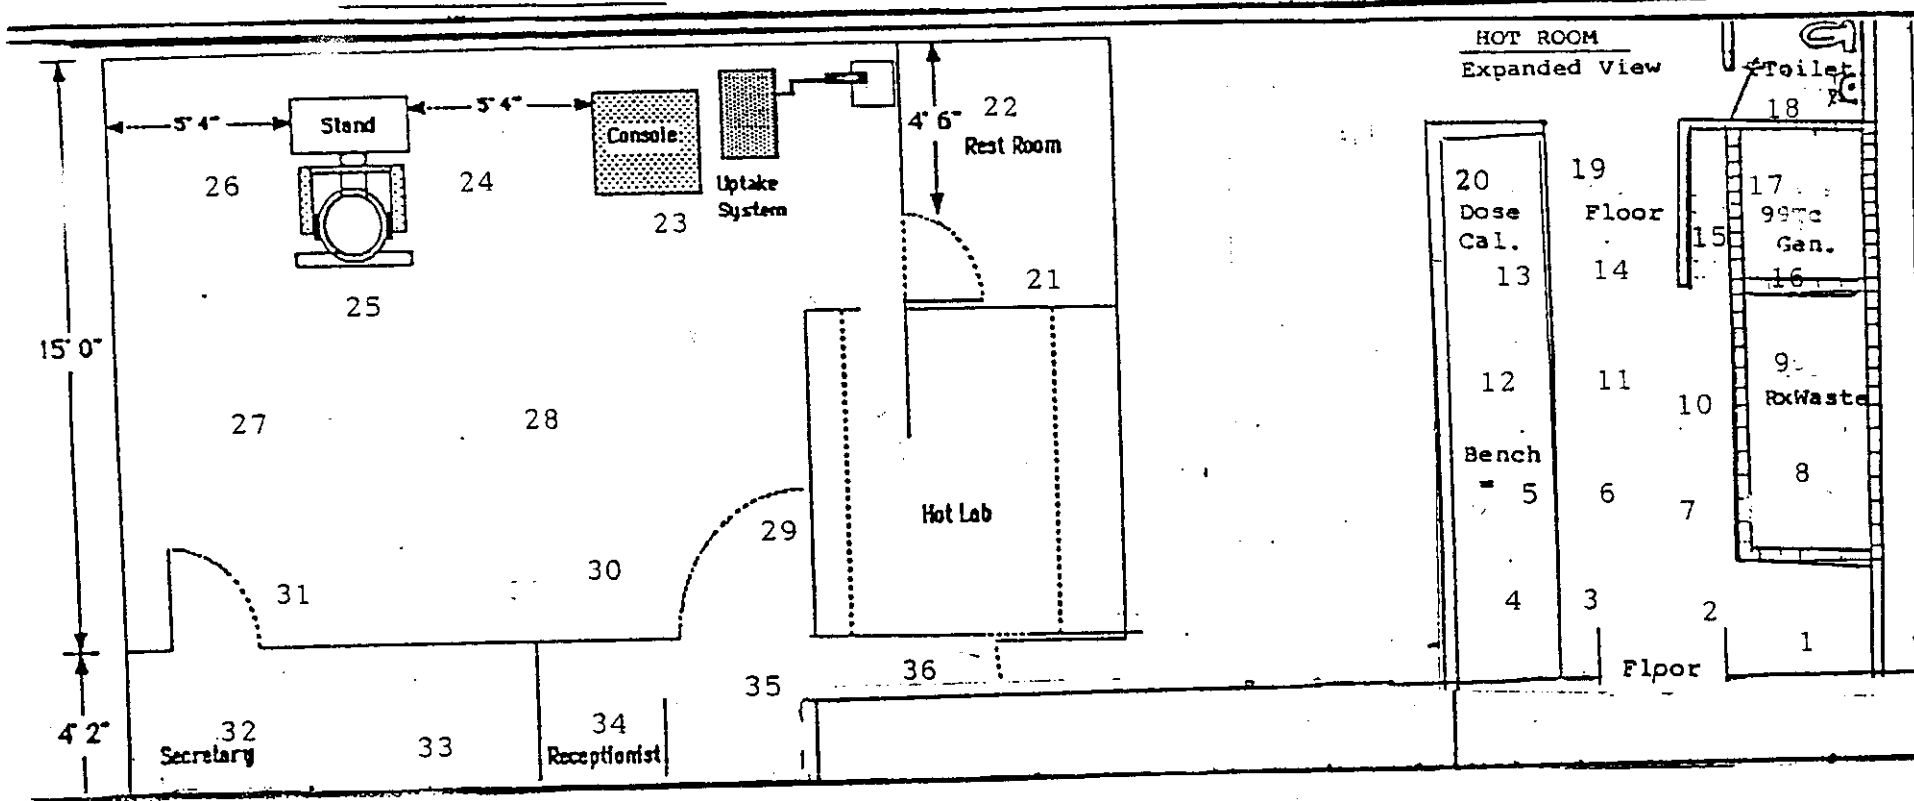 HOT ROOM
Expanded View
Toilet
18
5' 4"
Stand
5' 4"
Console
Uptake
System
4' 6"
22
Rest Room
26
24
23
25
21
15' 0"
27
28
Hot Lab
29
30
31
20
Dose
Cal.
19
Floor
17
99Tc
Gen.
15
13
14
16
12
11
10
9
RxWaste
Bench
5
6
7
8
4
3
2
1
Floor
36
35
4' 2"
32
Secretary
33
34
Receptionist